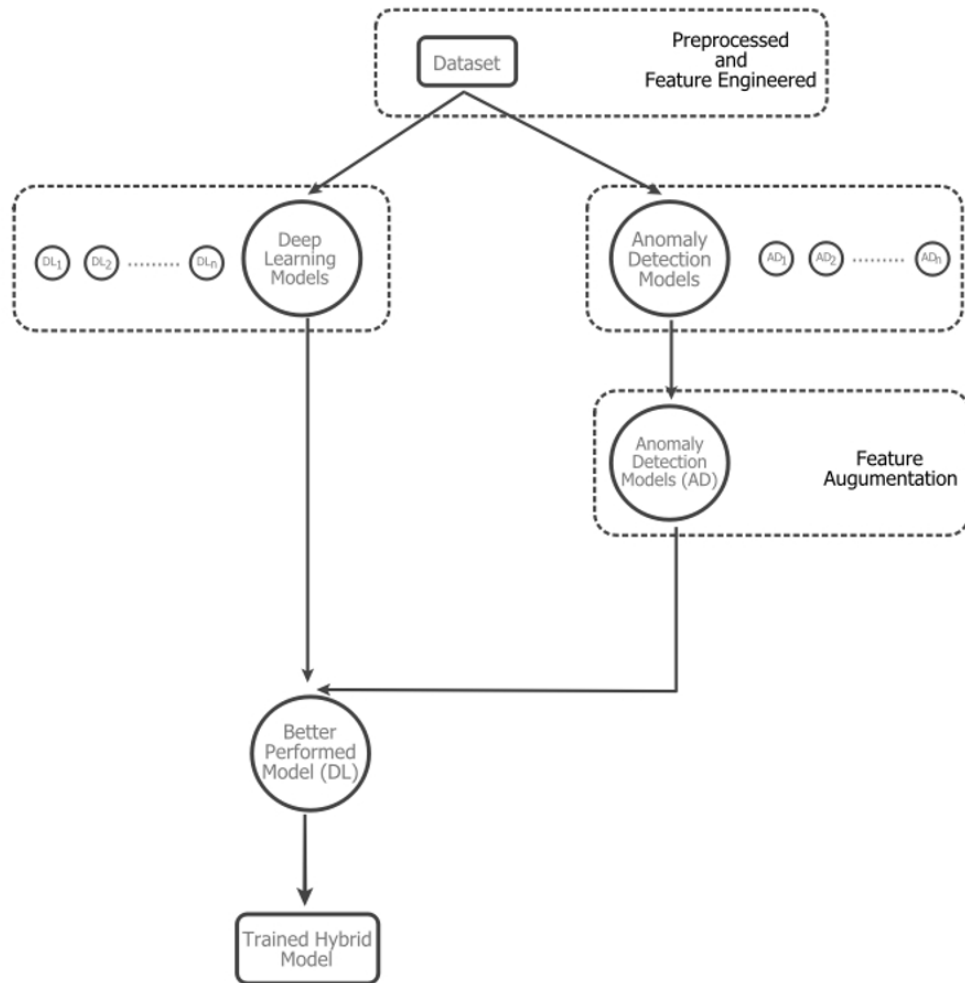 Dataset
Preprocessed
and
Feature Engineered
DL1
DL2
.........
DLn
Deep
Learning
Models
Anomaly
Detection
Models
AD1
AD2
.........
ADn
Anomaly
Detection
Models (AD)
Feature
Augumentation
Better
Performed
Model (DL)
Trained Hybrid
Model